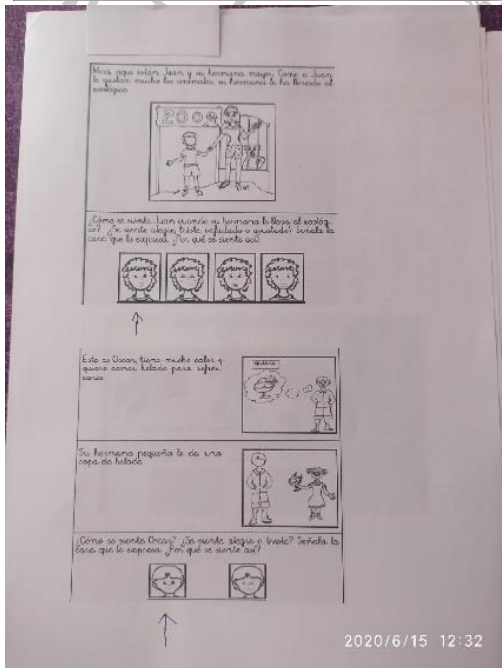 Mira, aquí están Juan y su hermana mayor. Como a Juan
le gustan mucho los animales, su hermana le ha llevado al
zoológico.
ZOOO
¿Cómo se siente Juan cuando su hermana le lleva al zoológi-
co? ¿Se siente alegre, triste, enfadado o asustado? Señala la
cara que lo expresa. ¿Por qué se siente así?
Este es Oscar, tiene mucho calor y
quiere comer helado para refres
carse
quiere
Su hermana pequeña le da una
copa de helado
¿Cómo se siente Oscar? ¿Se siente alegre o triste? Señala la
cara que lo expresa. ¿Por qué se siente así?
2020/6/15 12:32